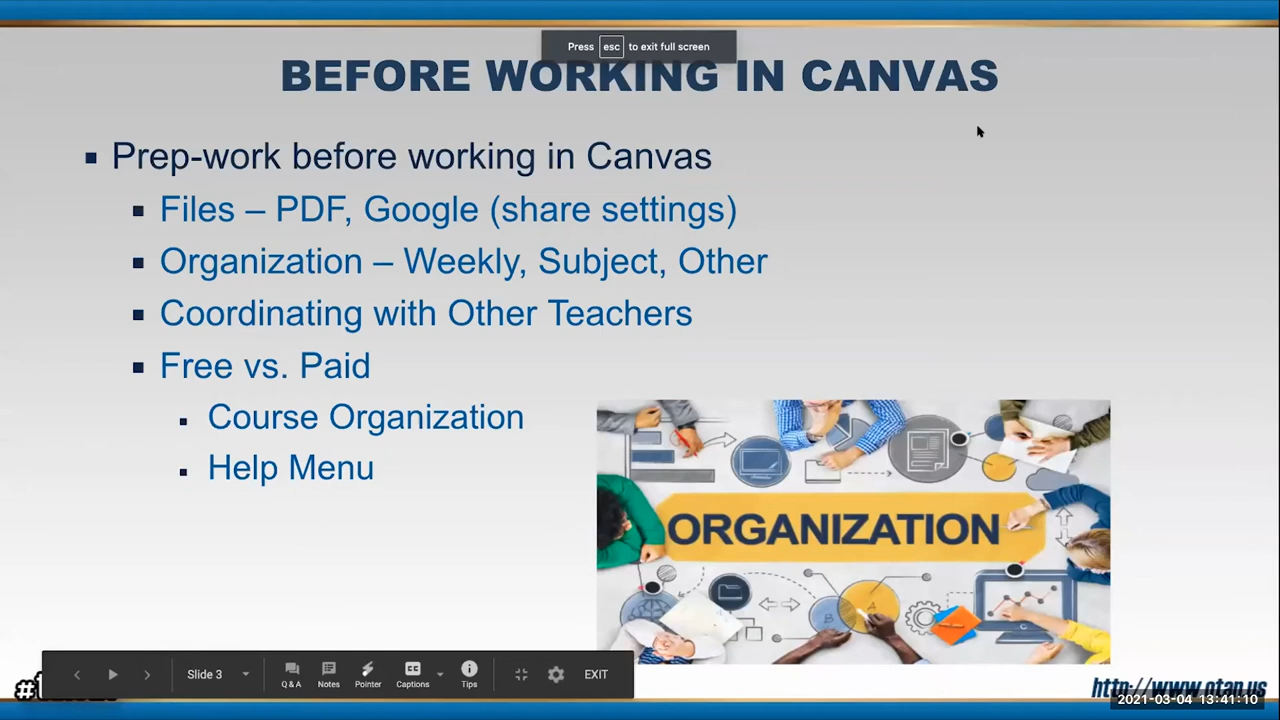 Press esc to exit full screen
BEFORE WORKING IN CANVAS
Prep-work before working in Canvas
Files – PDF, Google (share settings)
Organization – Weekly, Subject, Other
Coordinating with Other Teachers
Free vs. Paid
Course Organization
Help Menu
ORGANIZATION
B A
C
Slide 3
Q & A Notes Pointer CC Captions Tips EXIT
http://www.otan.us
2021-03-04 13:41:10